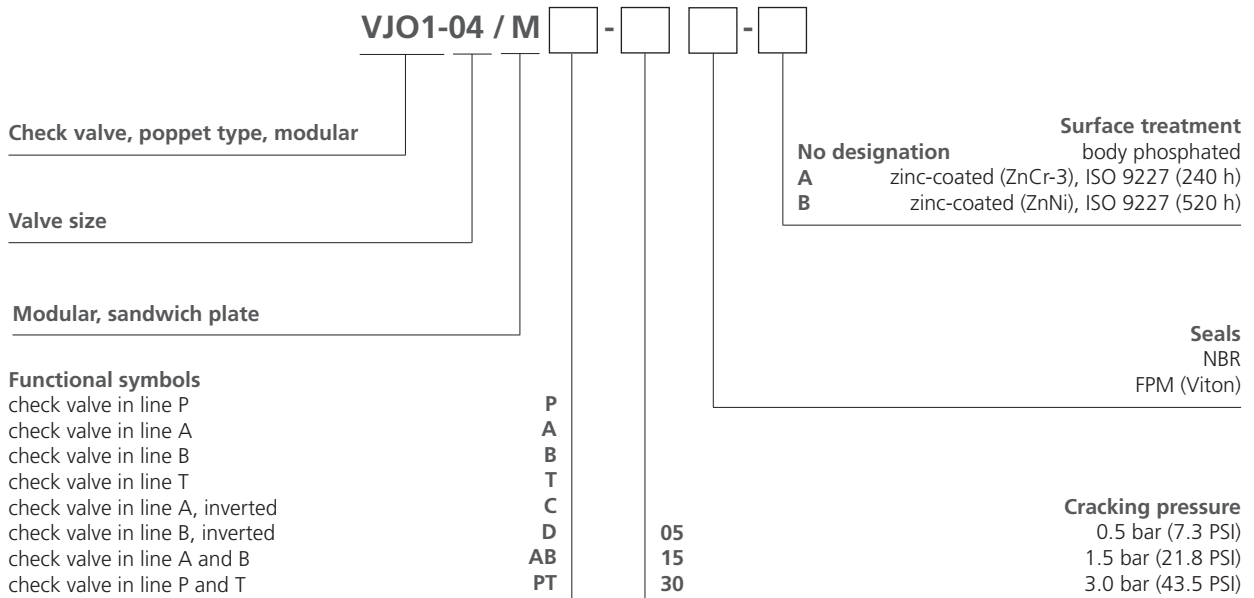 VJO1-04 / M - -
Check valve, poppet type, modular
Valve size
Modular, sandwich plate
Functional symbols
check valve in line P P
check valve in line A A
check valve in line B B
check valve in line T T
check valve in line A, inverted C
check valve in line B, inverted D
check valve in line A and B AB
check valve in line P and T PT
Surface treatment
No designation body phosphated
A zinc-coated (ZnCr-3), ISO 9227 (240 h)
B zinc-coated (ZnNi), ISO 9227 (520 h)
Seals
NBR
FPM (Viton)
Cracking pressure
05 0.5 bar (7.3 PSI)
15 1.5 bar (21.8 PSI)
30 3.0 bar (43.5 PSI)